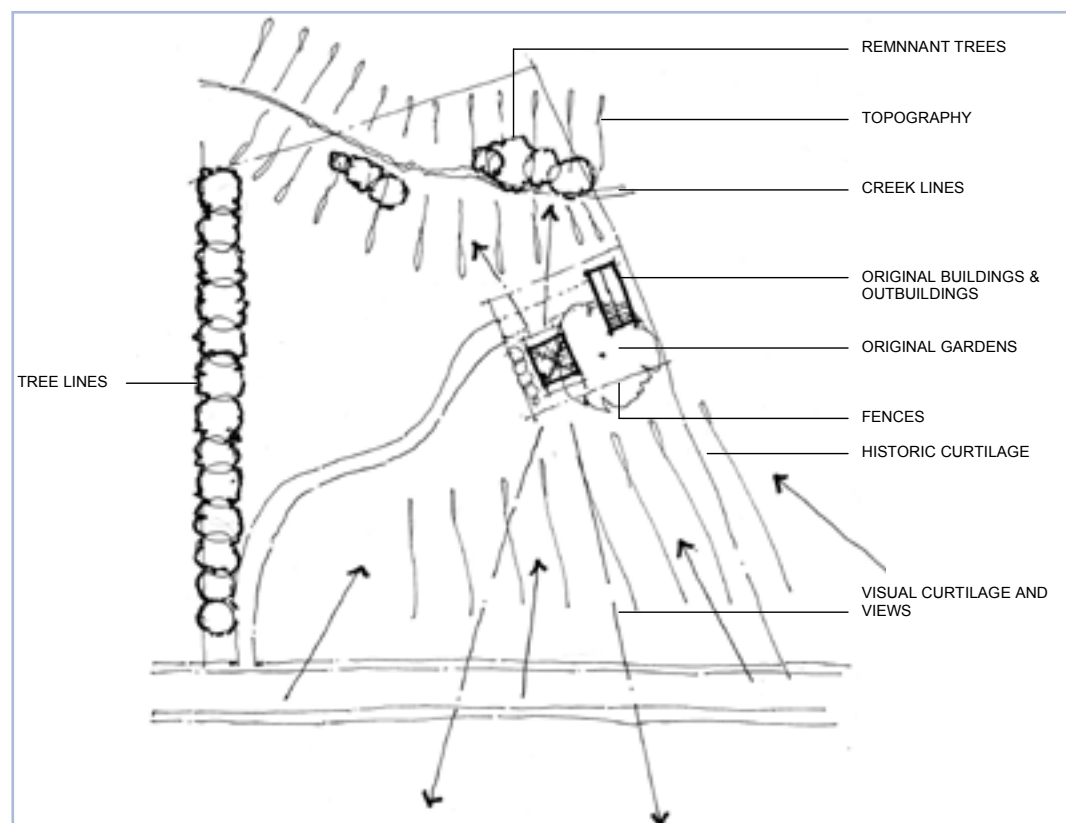 REMNNANT TREES
TOPOGRAPHY
CREEK LINES
ORIGINAL BUILDINGS &
OUTBUILDINGS
ORIGINAL GARDENS
TREE LINES
FENCES
HISTORIC CURTILAGE
VISUAL CURTILAGE AND
VIEWS